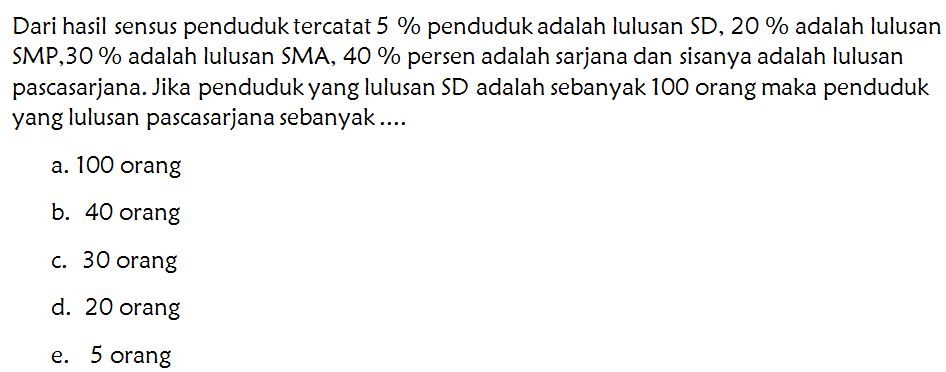 Dari hasil sensus penduduk tercatat 5 % penduduk adalah lulusan SD, 20 % adalah lulusan
SMP,30 % adalah lulusan SMA, 40 % persen adalah sarjana dan sisanya adalah lulusan
pascasarjana. Jika penduduk yang lulusan SD adalah sebanyak 100 orang maka penduduk
yang lulusan pascasarjana sebanyak ....
a. 100 orang
b. 40 orang
c. 30 orang
d. 20 orang
e. 5 orang